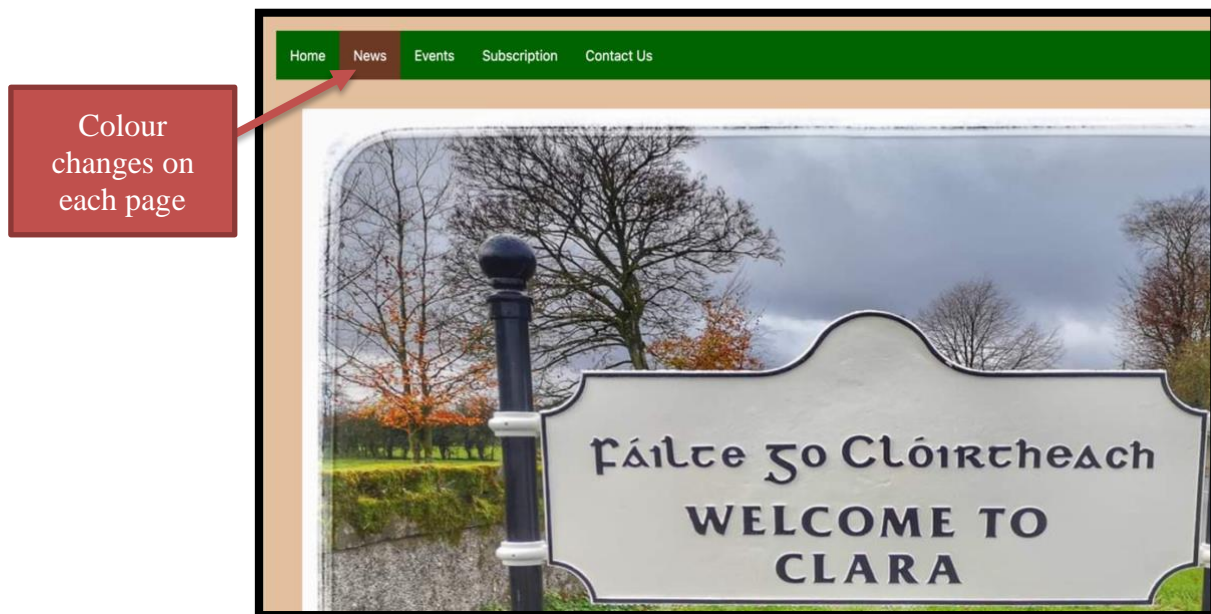 Home News Events Subscription Contact Us
Colour
changes on
each page
Fáilte go Clóirtheach
WELCOME TO
CLARA